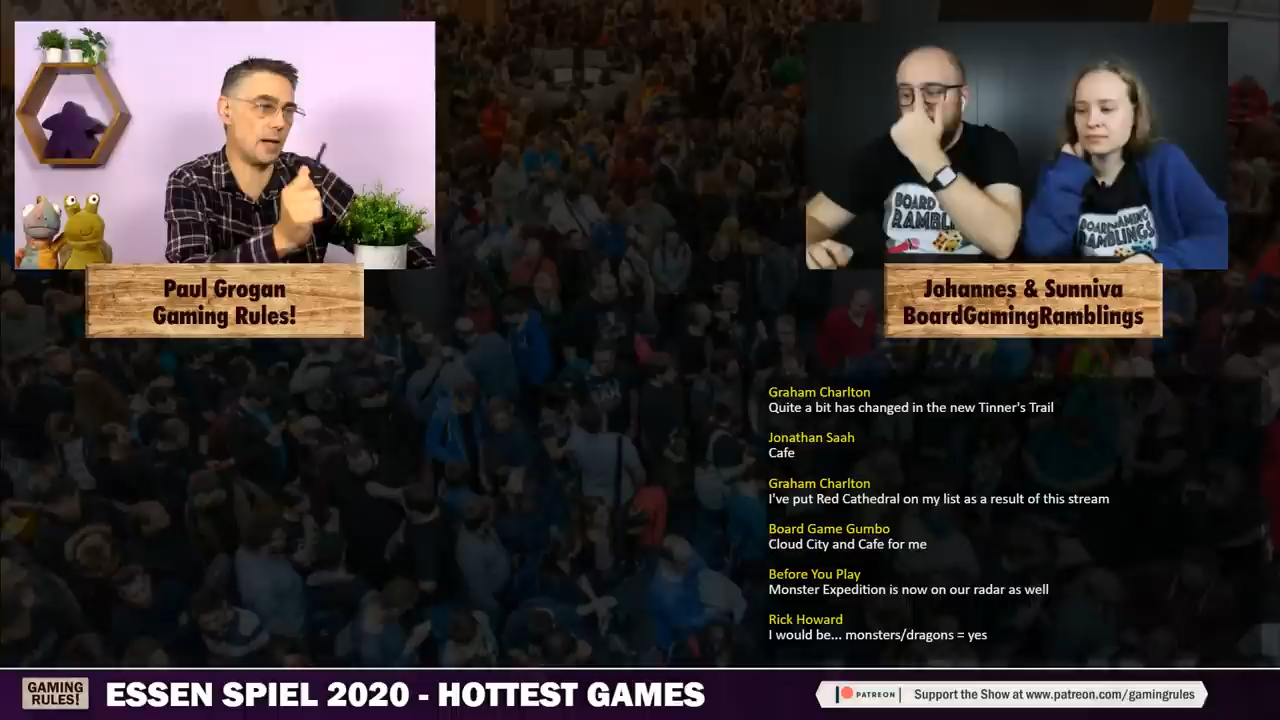 Paul Grogan
Gaming Rules!
BOARD
RAMBL
BOARDGAMING
RAMBLINGS
Johannes & Sunniva
BoardGamingRamblings
Graham Charlton
Quite a bit has changed in the new Tinner's Trail
Jonathan Saah
Cafe
Graham Charlton
I've put Red Cathedral on my list as a result of this stream
Board Game Gumbo
Cloud City and Cafe for me
Before You Play
Monster Expedition is now on our radar as well
Rick Howard
I would be... monsters/dragons = yes
GAMING
RULES!
ESSEN SPIEL 2020 - HOTTEST GAMES
PATREON
Support the Show at www.patreon.com/gamingrules